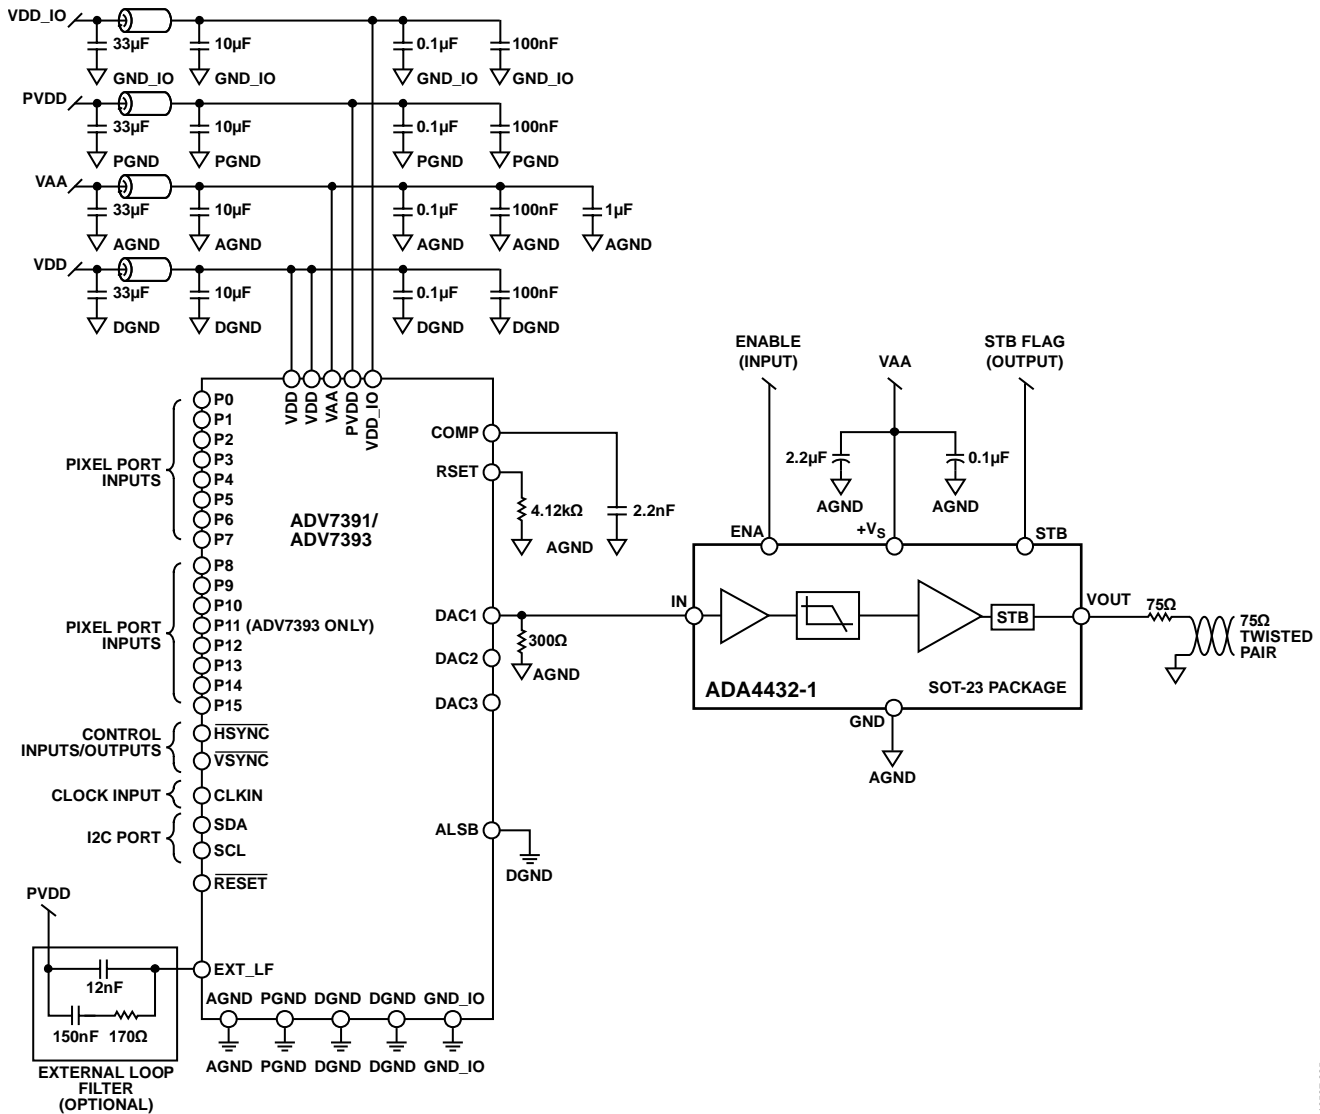 VDD_IO
33µF
10µF
0.1µF
100nF
GND_IO
GND_IO
GND_IO
GND_IO
PVDD
33µF
10µF
0.1µF
100nF
PGND
PGND
PGND
PGND
VAA
33µF
10µF
0.1µF
100nF
1µF
AGND
AGND
AGND
AGND
AGND
VDD
33µF
10µF
0.1µF
100nF
DGND
DGND
DGND
DGND
VDD
VDD
VAA
PVDD
VDD_IO
PIXEL PORT
INPUTS
P0
P1
P2
P3
P4
P5
P6
P7
PIXEL PORT
INPUTS
P8
P9
P10
P11 (ADV7393 ONLY)
P12
P13
P14
P15
CONTROL
INPUTS/OUTPUTS
HSYNC
VSYNC
CLOCK INPUT
CLKIN
I2C PORT
SDA
SCL
RESET
PVDD
EXT_LF
12nF
150nF
170Ω
EXTERNAL LOOP
FILTER
(OPTIONAL)
ADV7391/
ADV7393
COMP
RSET
4.12kΩ
2.2nF
AGND
DAC1
300Ω
AGND
DAC2
DAC3
ALSB
DGND
AGND
PGND
DGND
DGND
GND_IO
AGND
PGND
DGND
DGND
GND_IO
ENABLE
(INPUT)
VAA
STB FLAG
(OUTPUT)
2.2µF
0.1µF
AGND
AGND
ENA
+VS
STB
IN
STB
VOUT
75Ω
75Ω
TWISTED
PAIR
ADA4432-1
SOT-23 PACKAGE
GND
AGND